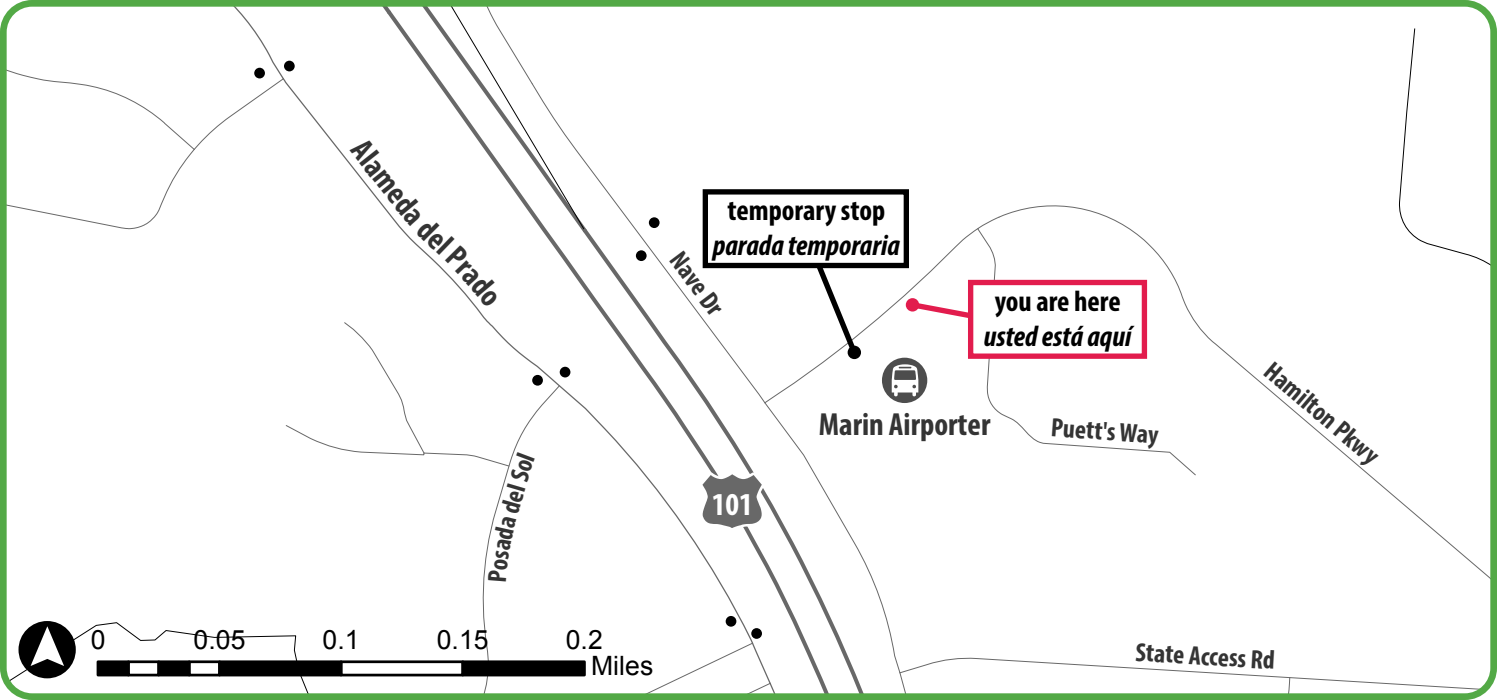 Alameda del Prado
temporary stop
parada temporaria
Nave Dr
you are here
usted está aquí
Marin Airporter
Hamilton Pkwy
Puett's Way
Posada del Sol
101
0 0.05 0.1 0.15 0.2
Miles
State Access Rd